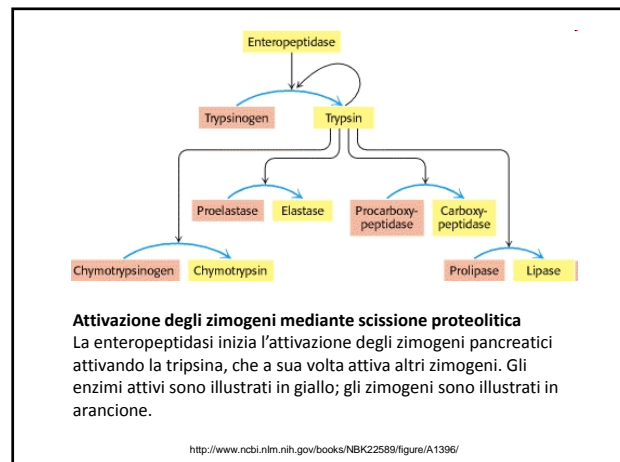 Enteropeptidase
Trypsinogen
Trypsin
Proelastase
Elastase
Procarboxy-
peptidase
Carboxy-
peptidase
Chymotrypsinogen
Chymotrypsin
Prolipase
Lipase
Attivazione degli zimogeni mediante scissione proteolitica
La enteropeptidasi inizia l’attivazione degli zimogeni pancreatici
attivando la tripsina, che a sua volta attiva altri zimogeni. Gli
enzimi attivi sono illustrati in giallo; gli zimogeni sono illustrati in
arancione.
http://www.ncbi.nlm.nih.gov/books/NBK22589/figure/A1396/